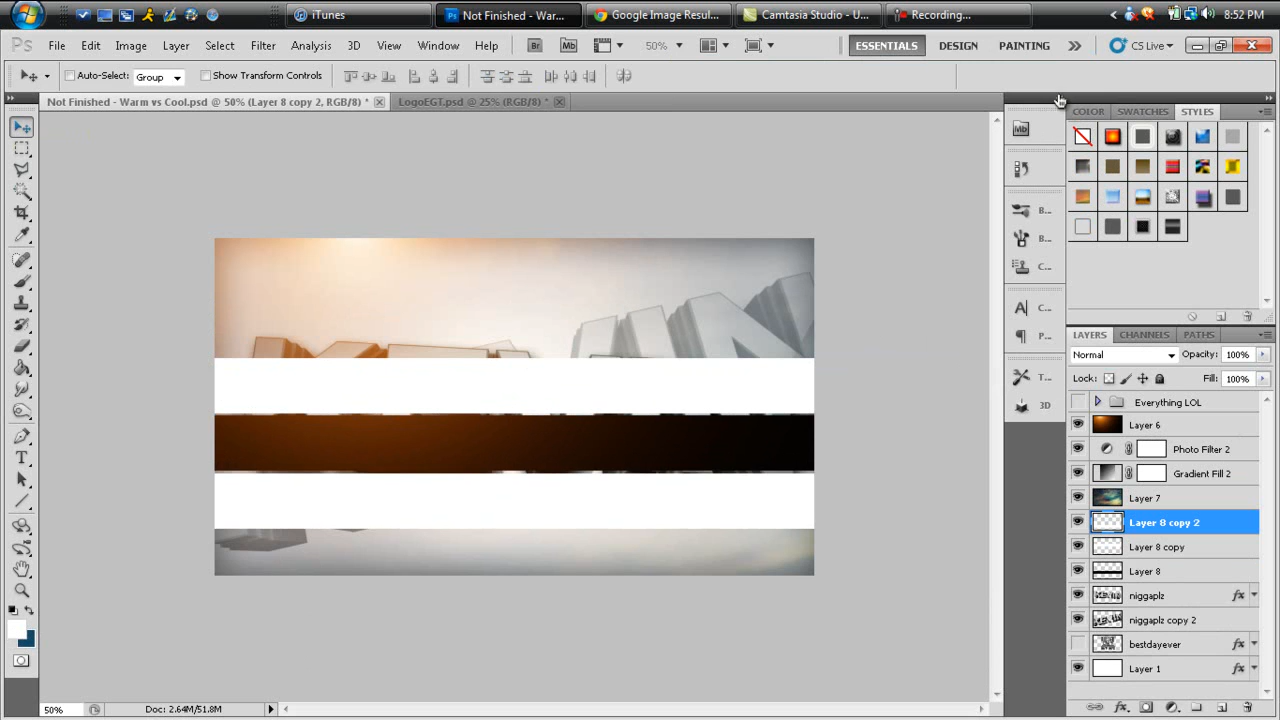 iTunes
Not Finished - War...
Google Image Resul...
Camtasia Studio - U...
Recording...
8:52 PM
Ps
File Edit Image Layer Select Filter Analysis 3D View Window Help
Br
Mb
50%
ESSENTIALS
DESIGN
PAINTING
CS Live
Auto-Select:
Group
Show Transform Controls
Not Finished - Warm vs Cool.psd @ 50% (Layer 8 copy 2, RGB/8) *
LogoEGT.psd @ 25% (RGB/8) *
Mb
B...
B...
C...
C...
P...
T...
3D
COLOR SWATCHES STYLES
LAYERS CHANNELS PATHS
Normal
Opacity: 100%
Lock:
Fill: 100%
Everything LOL
Layer 6
Photo Filter 2
Gradient Fill 2
Layer 7
Layer 8 copy 2
Layer 8 copy
Layer 8
niggaplz fx
niggaplz copy 2
bestdayever fx
Layer 1 fx
50%
Doc: 2.64M/51.8M